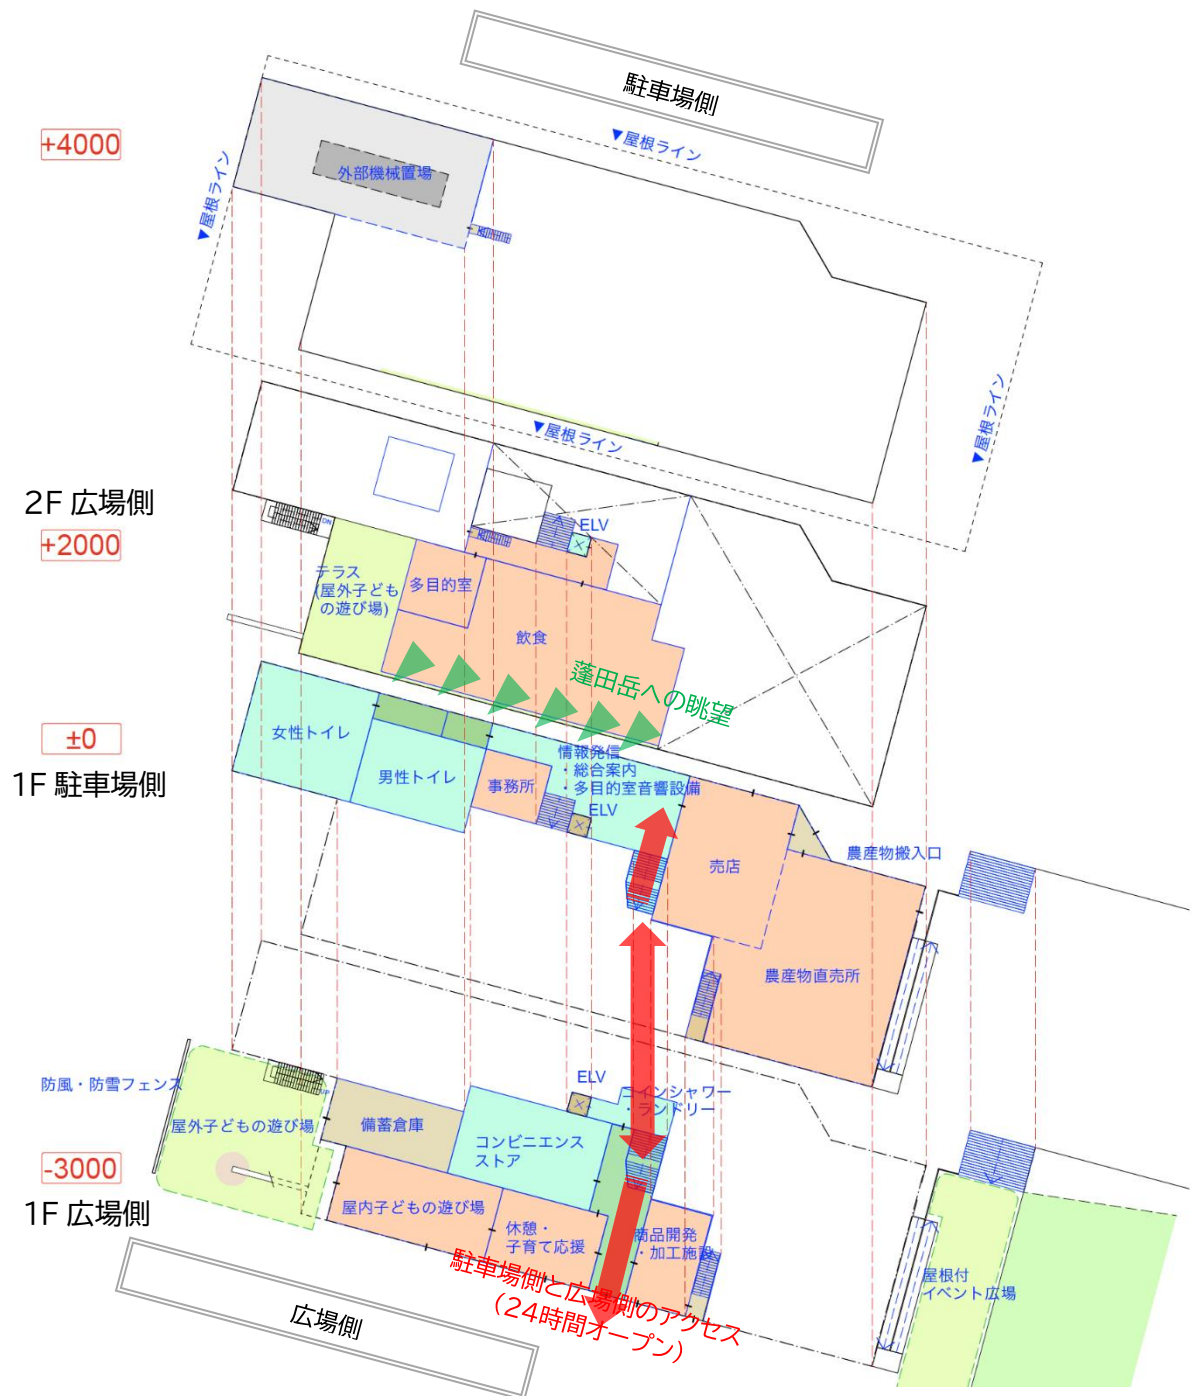 駐車場側
+4000
▼屋根ライン
▼屋根ライン
外部機械置場
▼屋根ライン
▼屋根ライン
2F 広場側
+2000
DN
ELV
テラス
(屋外子ども
の遊び場)
多目的室
飲食
蓬田岳への眺望
±0
1F 駐車場側
女性トイレ
男性トイレ
事務所
情報発信
・総合案内
・多目的室音響設備
ELV
売店
農産物搬入口
農産物直売所
防風・防雪フェンス
屋外子どもの遊び場
UP
備蓄倉庫
ELV
コインシャワー
・ランドリー
コンビニエンス
ストア
-3000
1F 広場側
屋内子どもの遊び場
休憩・
子育て応援
商品開発
・加工施設
屋根付
イベント広場
駐車場側と広場側のアクセス
（24時間オープン）
広場側